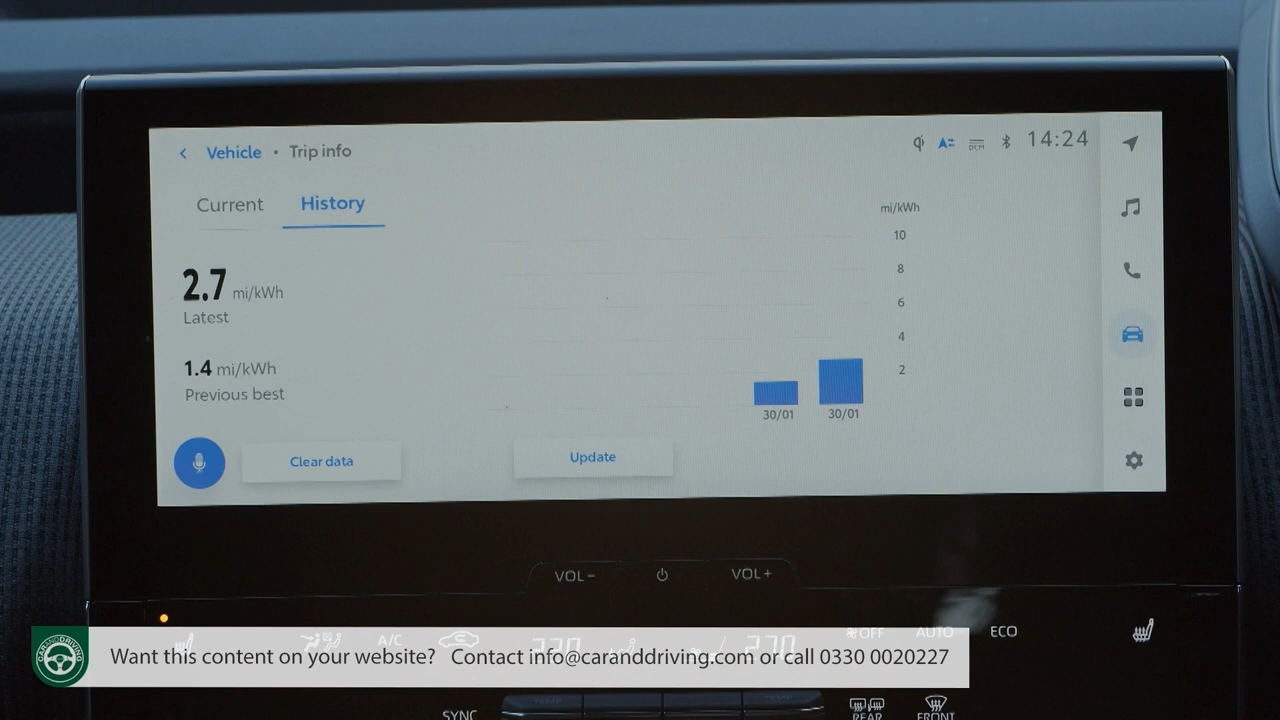 Vehicle • Trip info
DCM
14:24
Current
History
mi/kWh
10
8
6
4
2
2.7 mi/kWh
Latest
1.4 mi/kWh
Previous best
30/01
30/01
Clear data
Update
VOL-
VOL+
A/C
OFF
AUTO
ECO
CARANDDRIVING
Want this content on your website? Contact info@caranddriving.com or call 0330 0020227
SYNC
REAR
FRONT